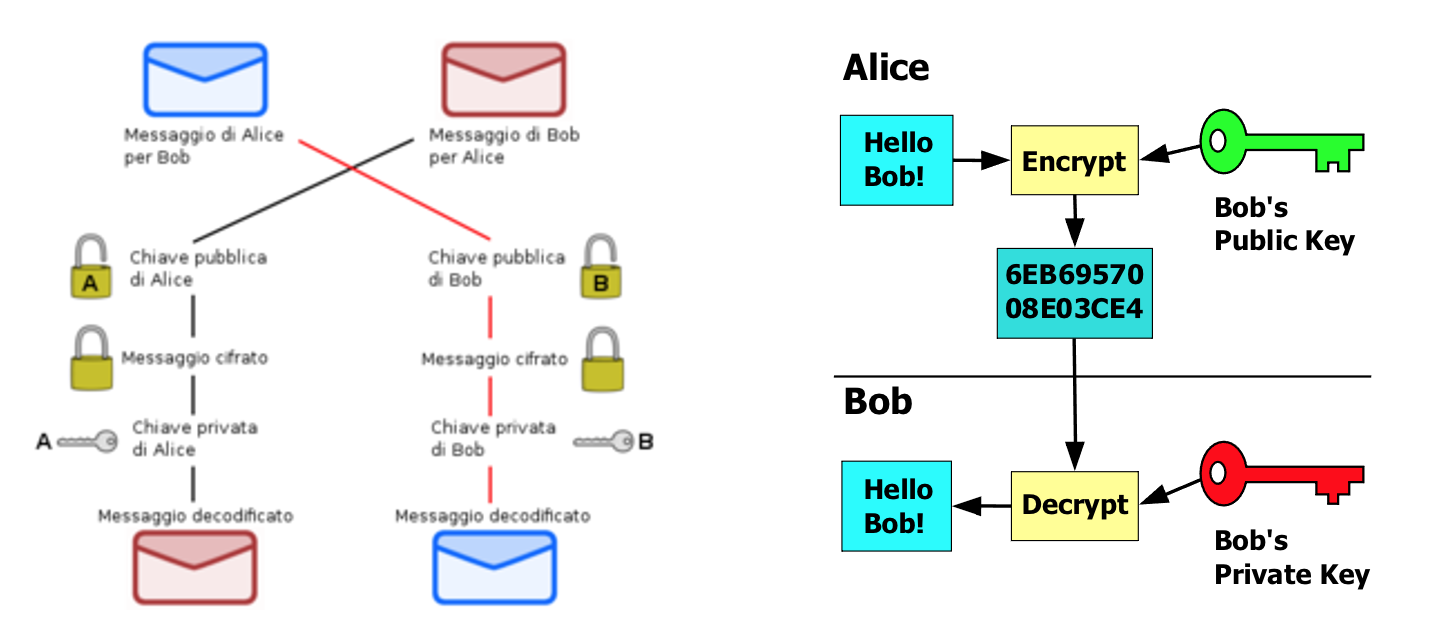 Messaggio di Alice
per Bob
Messaggio di Bob
per Alice
A
Chiave pubblica
di Alice
Chiave pubblica
di Bob
B
Messaggio cifrato
Messaggio cifrato
A
Chiave privata
di Alice
Chiave privata
di Bob
B
Messaggio decodificato
Messaggio decodificato
Alice
Hello
Bob!
Encrypt
Bob's
Public Key
6EB69570
08E03CE4
Bob
Hello
Bob!
Decrypt
Bob's
Private Key